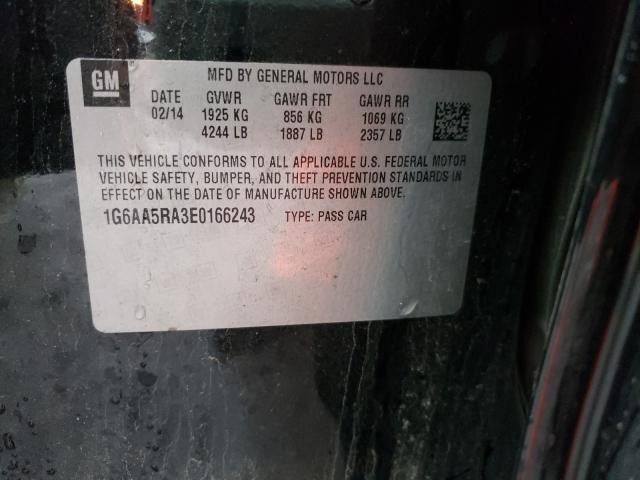 GM
MFD BY GENERAL MOTORS LLC
DATE GVWR GAWR FRT GAWR RR
02/14 1925 KG 856 KG 1069 KG
4244 LB 1887 LB 2357 LB
THIS VEHICLE CONFORMS TO ALL APPLICABLE U.S. FEDERAL MOTOR
VEHICLE SAFETY, BUMPER, AND THEFT PREVENTION STANDARDS IN
EFFECT ON THE DATE OF MANUFACTURE SHOWN ABOVE.
1G6AA5RA3E0166243 TYPE: PASS CAR